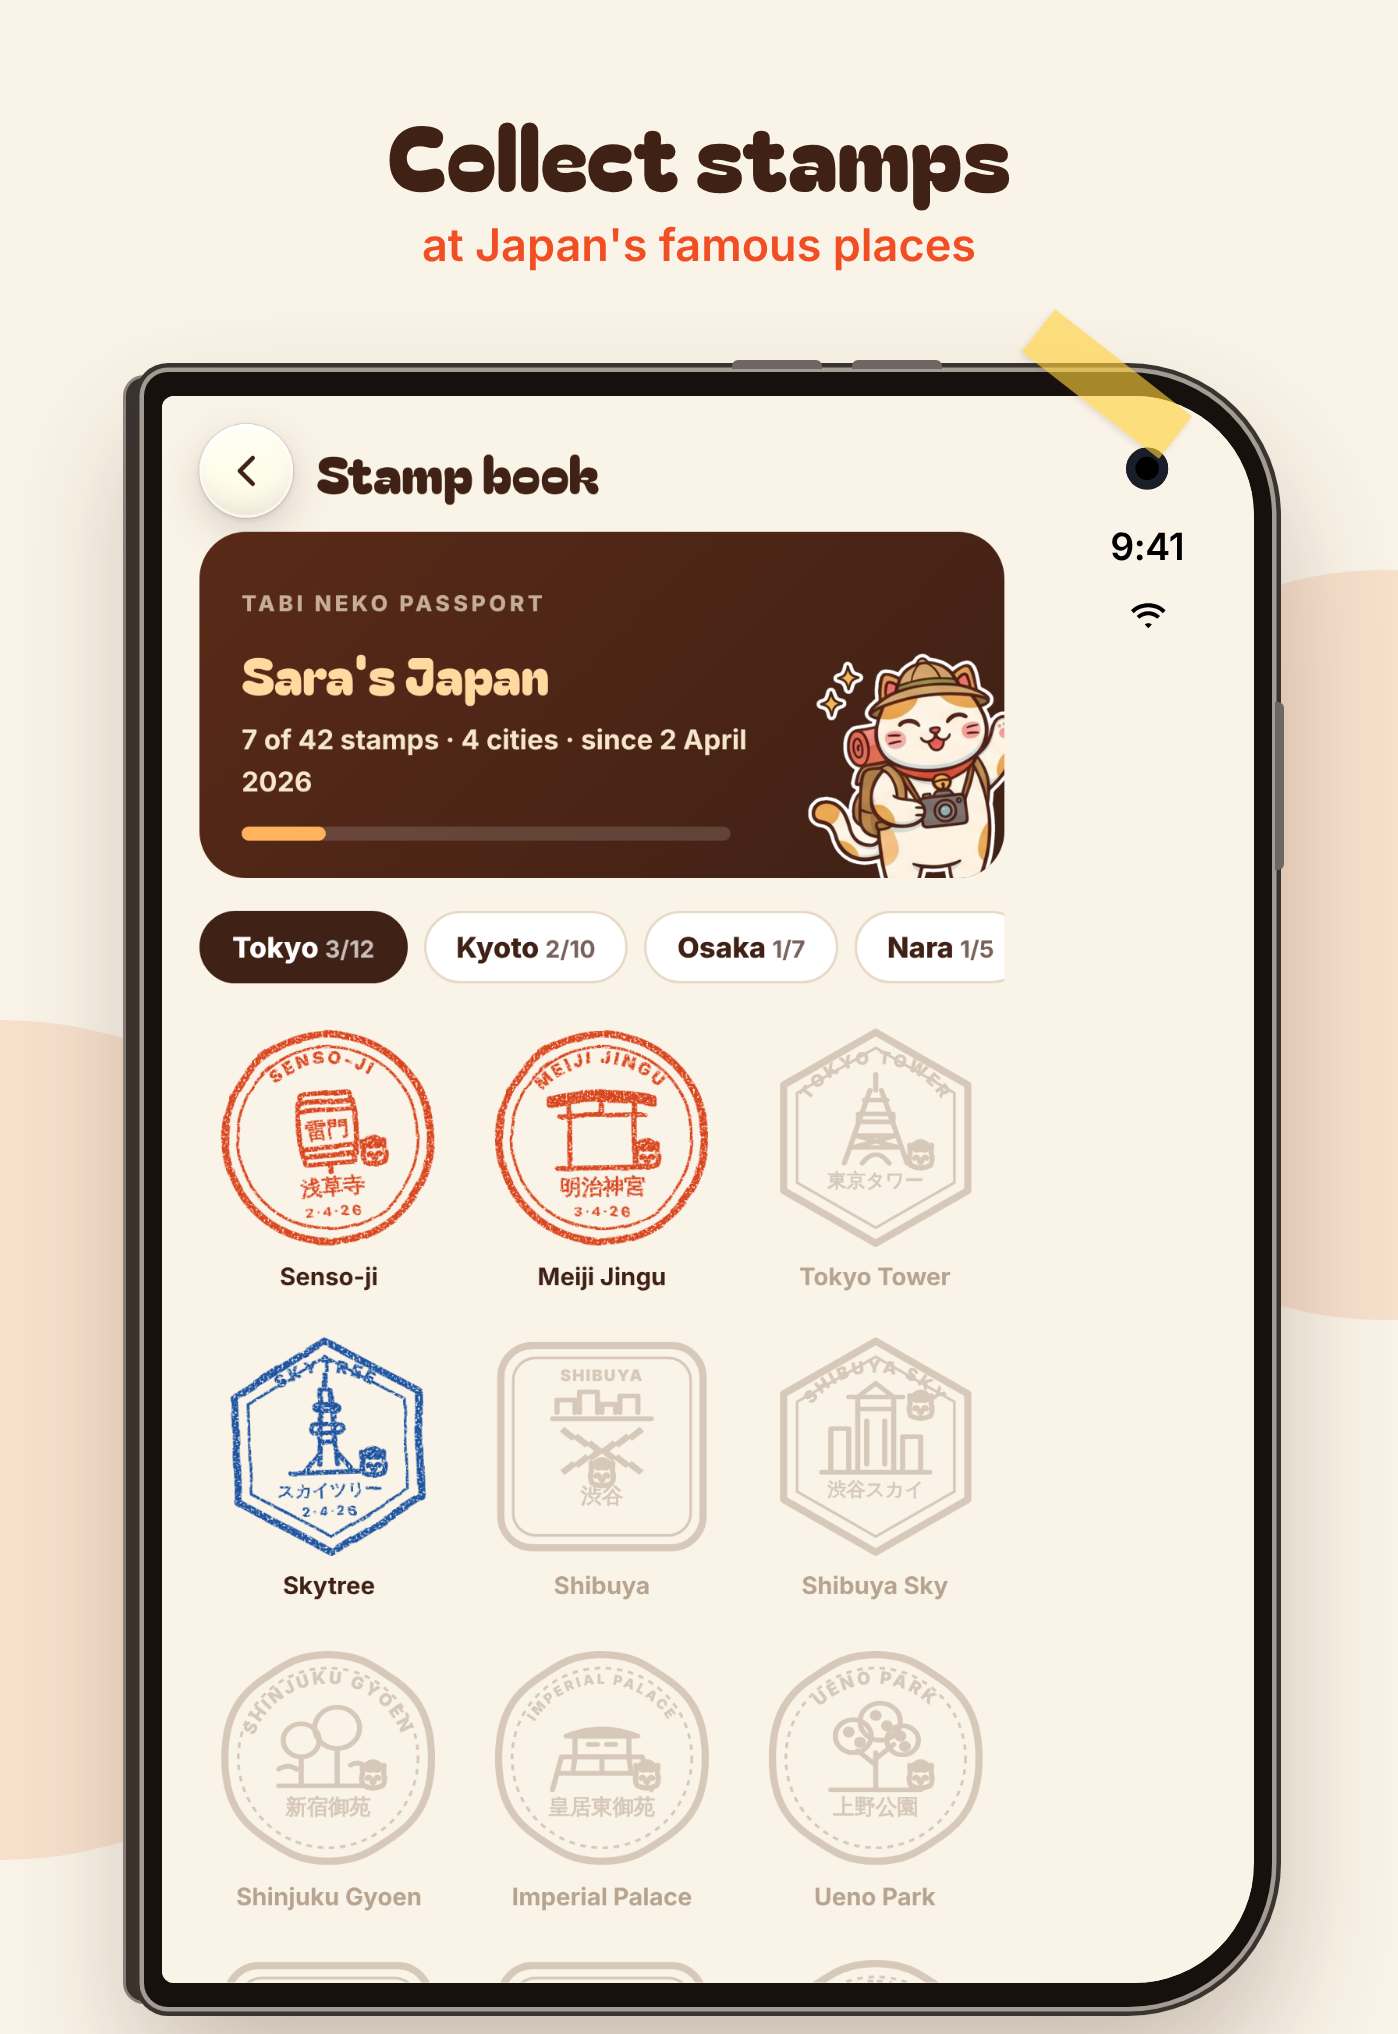 Collect stamps
at Japan's famous places
Stamp book
9:41
TABI NEKO PASSPORT
Sara's Japan
7 of 42 stamps · 4 cities · since 2 April
2026
Tokyo 3/12
Kyoto 2/10
Osaka 1/7
Nara 1/5
SENSO-JI
雷門
浅草寺
2·4·26
Senso-ji
MEIJI JINGU
明治神宮
3·4·26
Meiji Jingu
TOKYO TOWER
東京タワー
Tokyo Tower
SKYTREE
スカイツリー
2·4·26
Skytree
SHIBUYA
渋谷
Shibuya
SHIBUYA SKY
渋谷スカイ
Shibuya Sky
SHINJUKU GYOEN
新宿御苑
Shinjuku Gyoen
IMPERIAL PALACE
皇居東御苑
Imperial Palace
UENO PARK
上野公園
Ueno Park